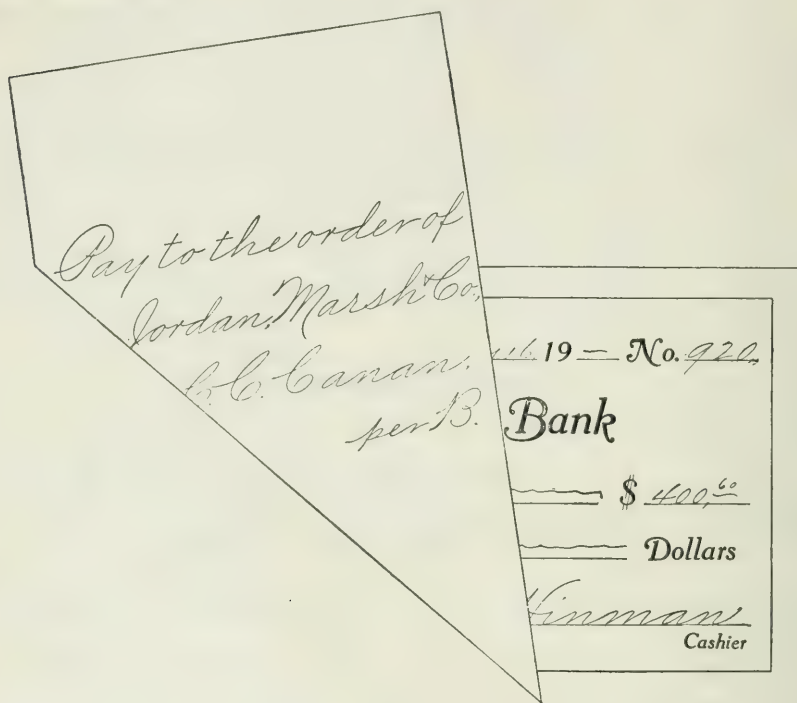 Pay to the order of
Jordan, Marsh & Co.,
C. C. Canan.
per B.
19 — No. 920.
Bank
$ 400, 60
Dollars
Hinman
Cashier